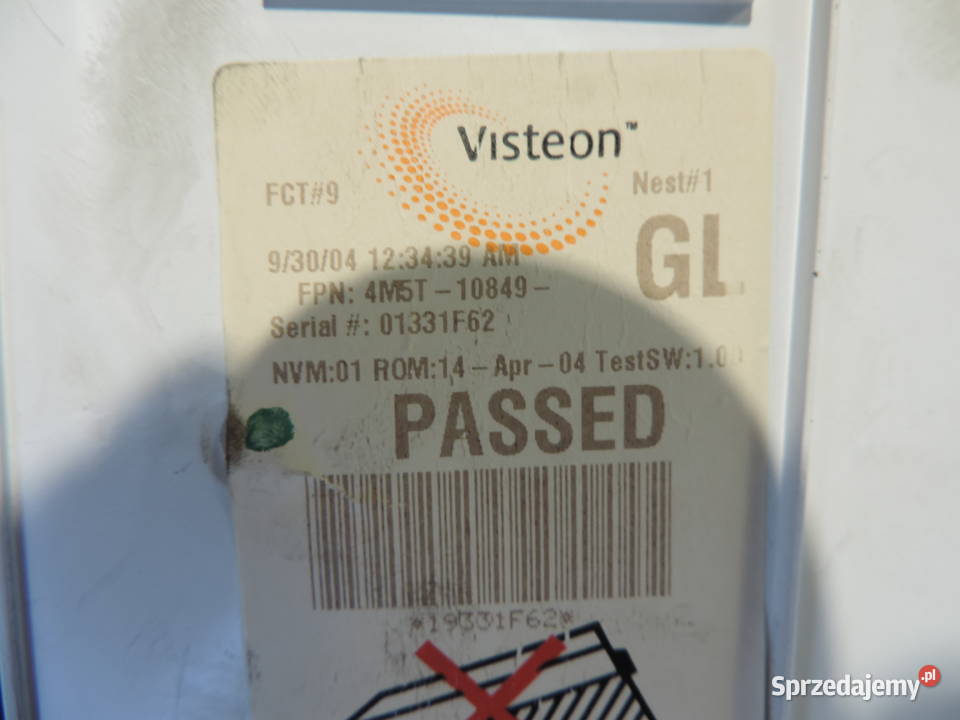 Visteon™
FCT#9
Nest#1
9/30/04 12:34:39 AM
GL
FPN: 4M5T-10849-
Serial #: 01331F62
NVM:01 ROM:14-Apr-04 TestSW:1.0
PASSED
*19331F62*
Sprzedajemy.pl